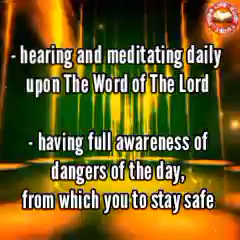 - hearing and meditating daily
upon The Word of The Lord
- having full awareness of
dangers of the day,
from which you to stay safe